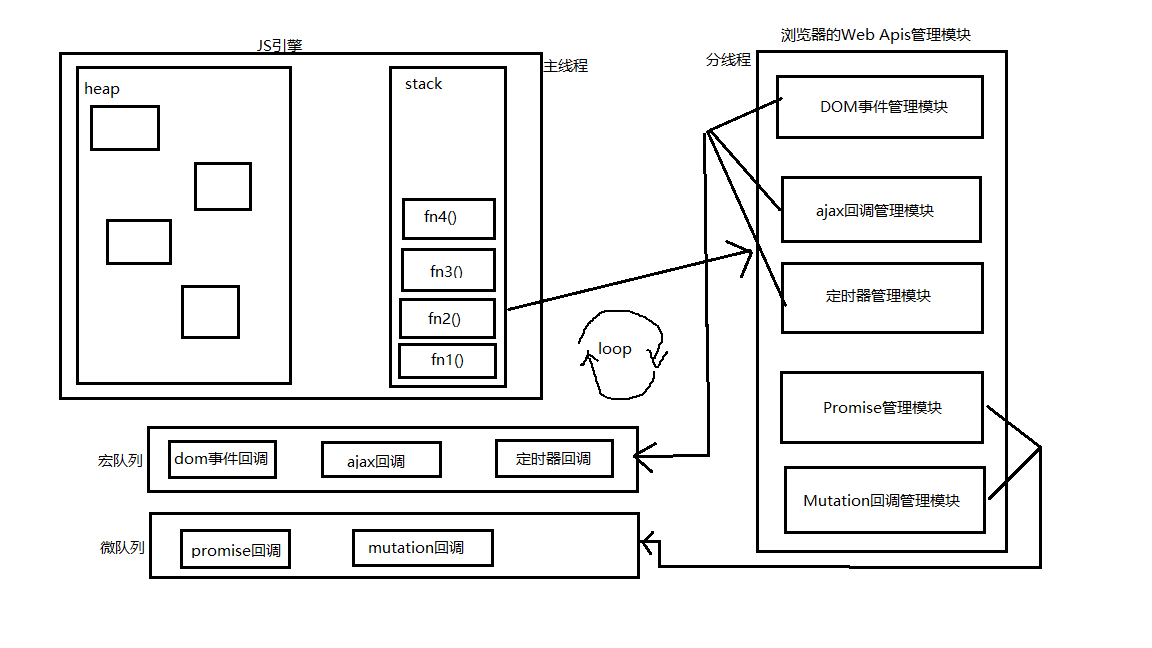 浏览器的Web Apis管理模块
JS引擎
主线程
分线程
heap
stack
DOM事件管理模块
ajax回调管理模块
fn4()
fn3()
定时器管理模块
fn2()
loop
fn1()
Promise管理模块
宏队列
dom事件回调
ajax回调
定时器回调
Mutation回调管理模块
微队列
promise回调
mutation回调